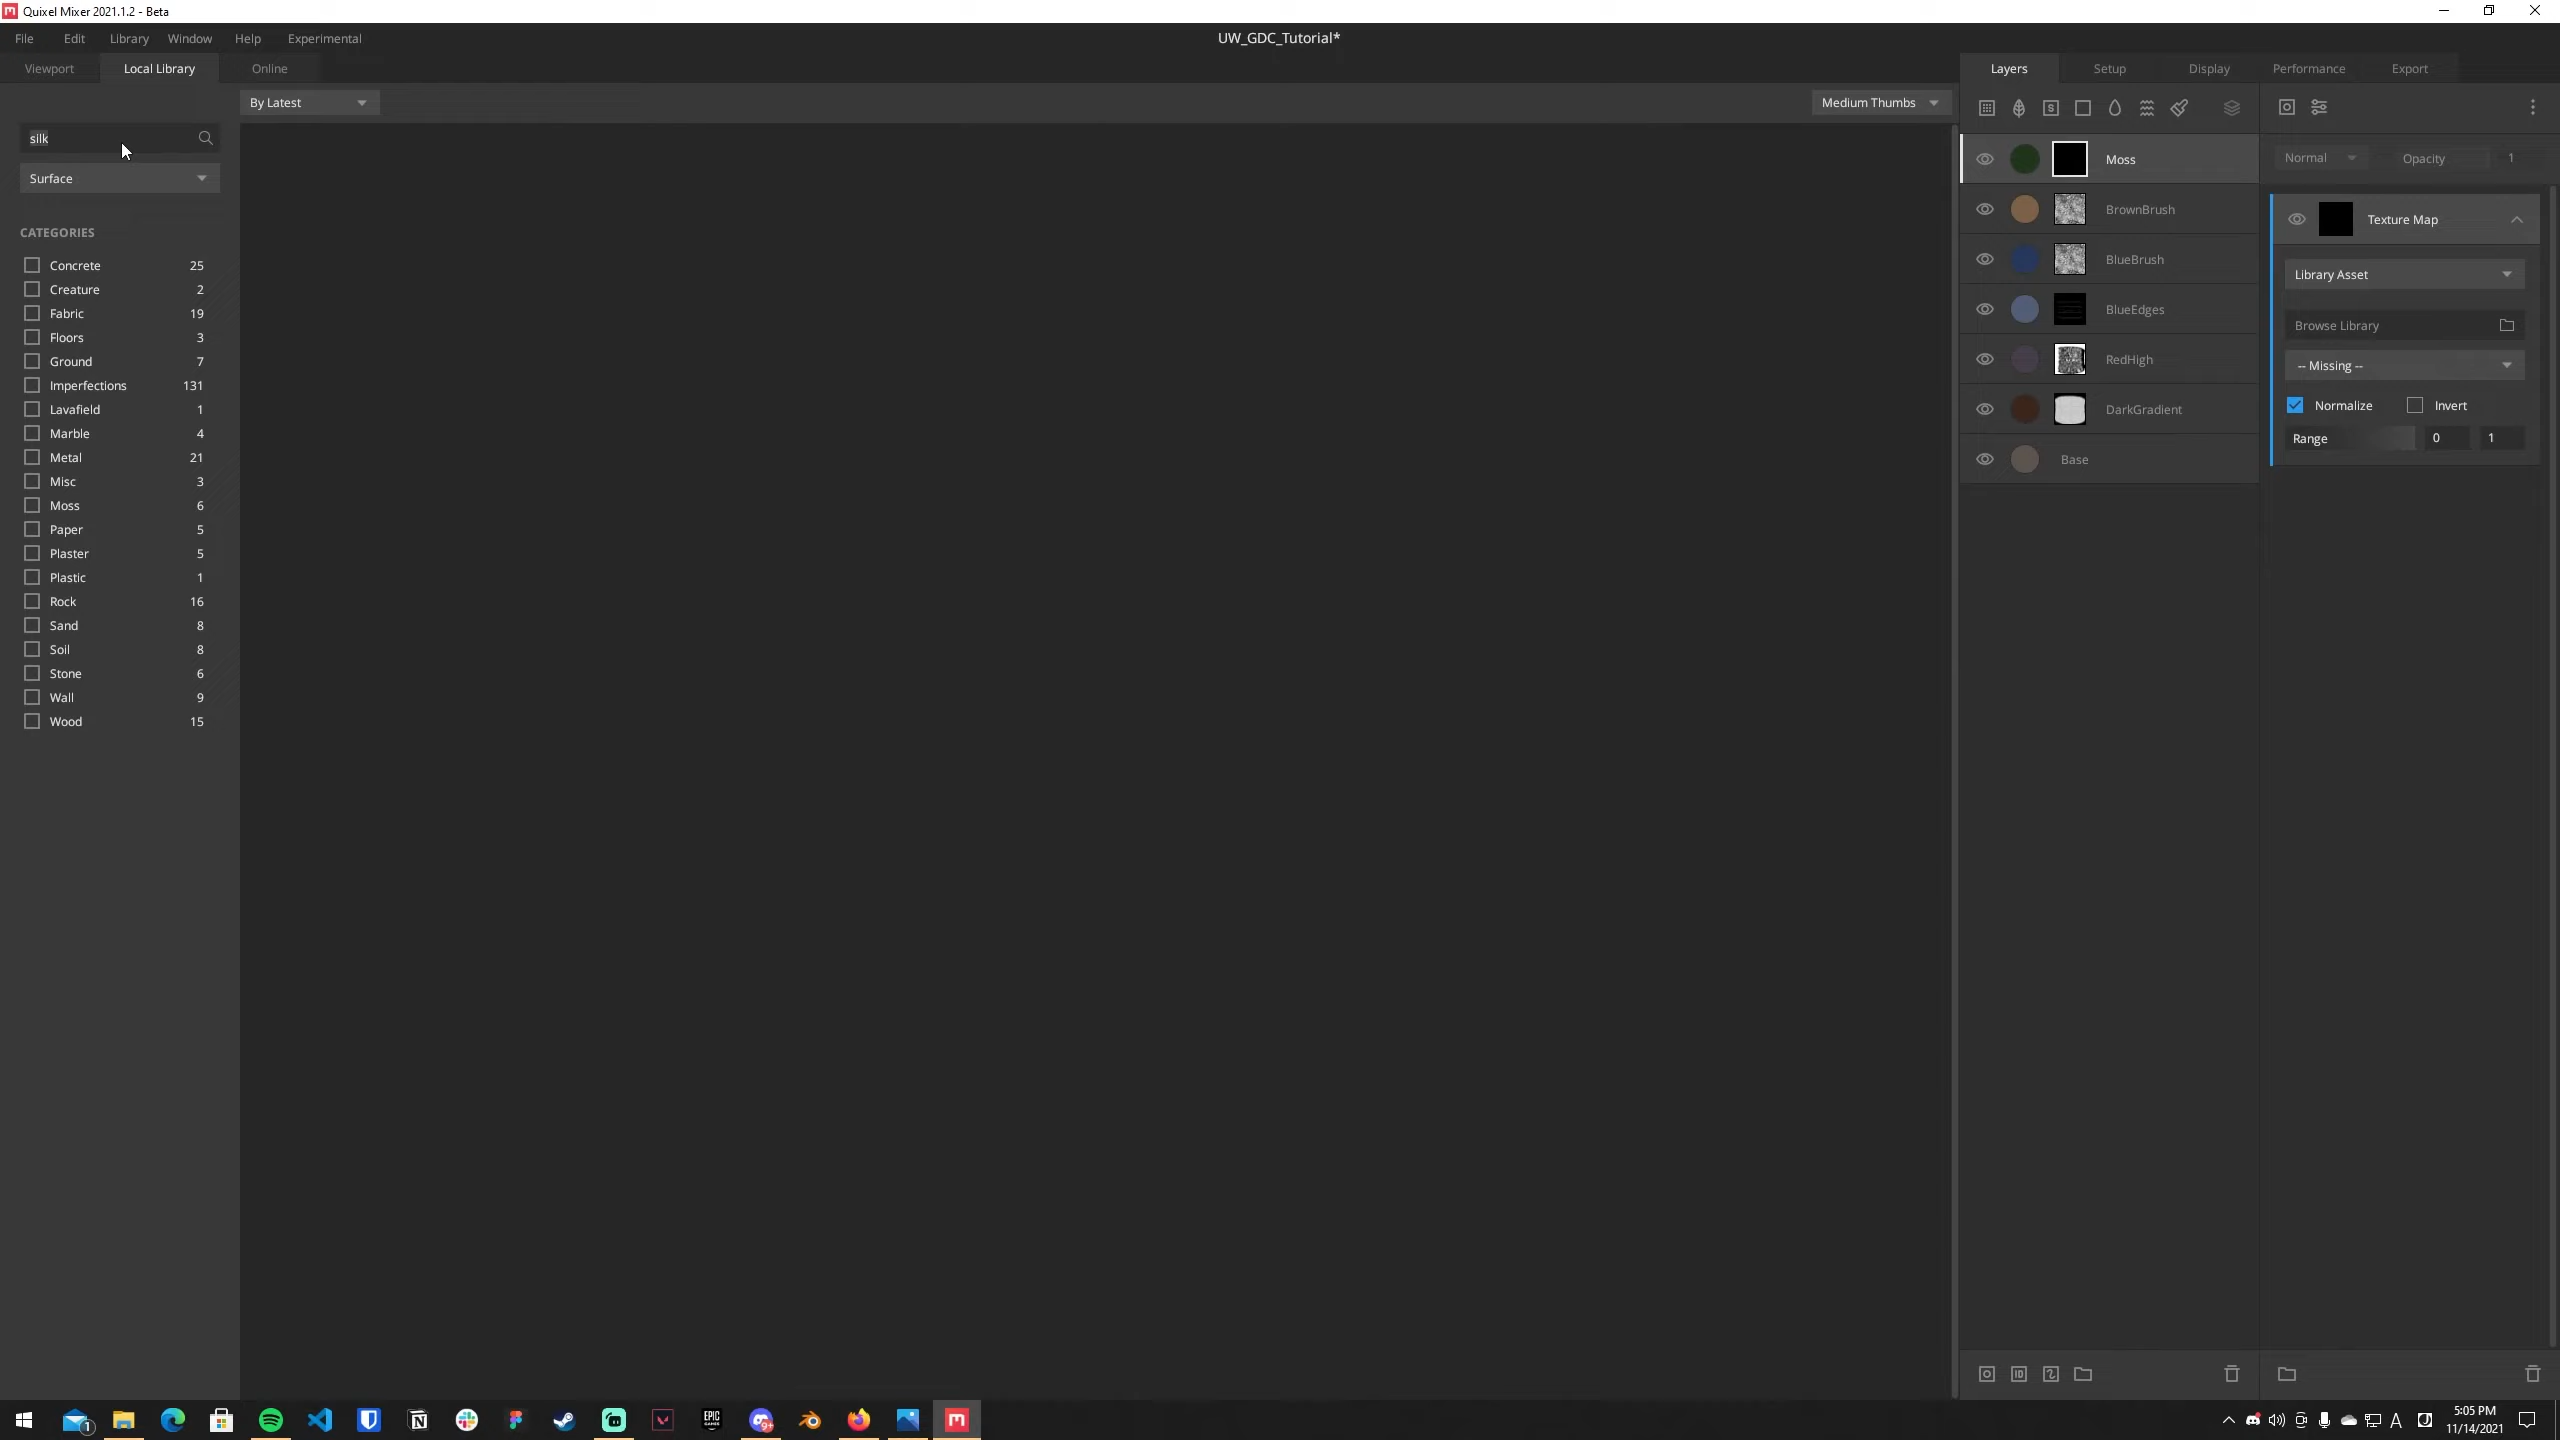 Quixel Mixer 2021.1.2 - Beta
File Edit Library Window Help Experimental
UW_GDC_Tutorial*
Viewport Local Library Online
Layers Setup Display Performance Export
By Latest
Medium Thumbs
silk
Surface
CATEGORIES
Concrete 25
Creature 2
Fabric 19
Floors 3
Ground 7
Imperfections 131
Lavafield 1
Marble 4
Metal 21
Misc 3
Moss 6
Paper 5
Plaster 5
Plastic 1
Rock 16
Sand 8
Soil 8
Stone 6
Wall 9
Wood 15
Moss
BrownBrush
BlueBrush
BlueEdges
RedHigh
DarkGradient
Base
Normal Opacity 1
Texture Map
Library Asset
Browse Library
-- Missing --
Normalize Invert
Range 0 1
1
EPIC GAMES
9+
A
5:05 PM
11/14/2021